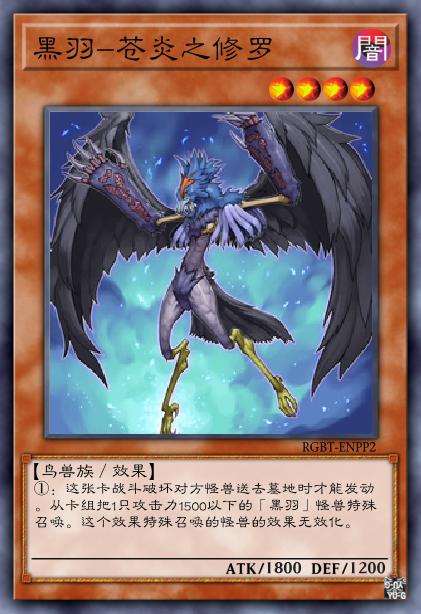 黑羽-苍炎之修罗
闇
RGBT-ENPP2
【鸟兽族/效果】
①：这张卡战斗破坏对方怪兽送去墓地时才能发动
。从卡组把1只攻击力1500以下的「黑羽」怪兽特殊
召唤。这个效果特殊召唤的怪兽的效果无效化。
ATK/1800 DEF/1200